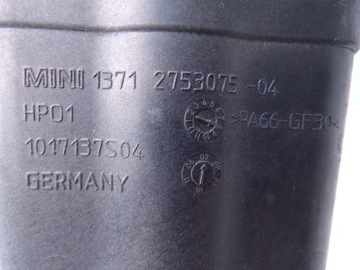 MINI 1371 2753075-04
HP01 >PA66-GF30<
1017137S04
GERMANY